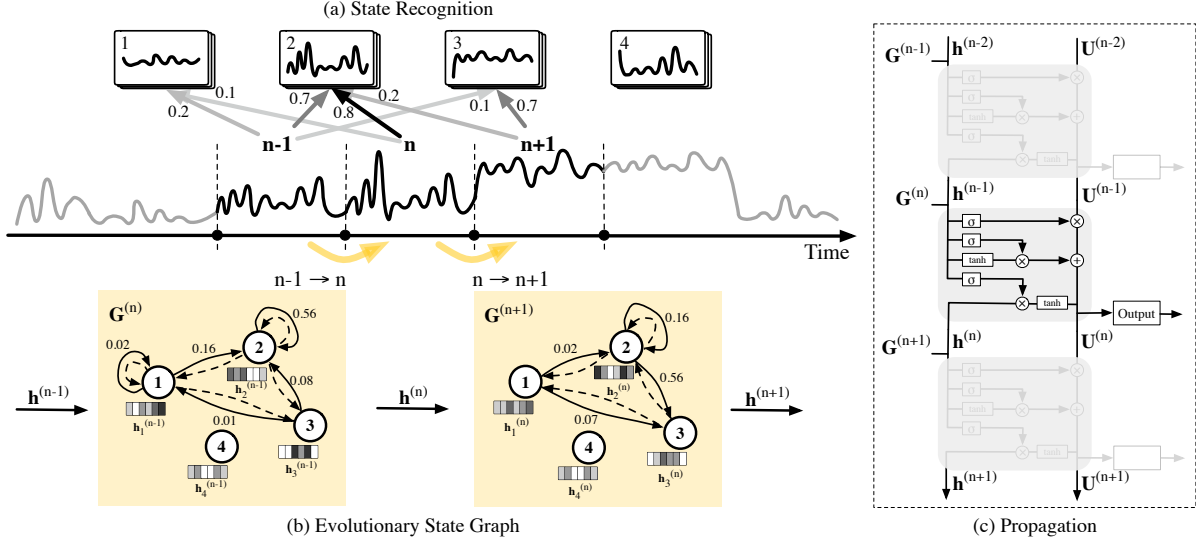 (a) State Recognition
1
2
3
4
0.2
0.1
0.7
0.8
0.2
0.1
0.7
n-1
n
n+1
Time
n-1 → n
n → n+1
G(n)
0.56
0.02
0.16
2
1
h2(n-1)
0.08
h1(n-1)
0.01
3
4
h3(n-1)
h4(n-1)
h(n-1)
h(n)
G(n+1)
0.16
0.02
2
1
h2(n)
0.56
h1(n)
0.07
3
4
h3(n)
h4(n)
h(n+1)
(b) Evolutionary State Graph
G(n-1)
h(n-2)
U(n-2)
σ
σ
tanh
σ
tanh
G(n)
h(n-1)
U(n-1)
σ
σ
tanh
σ
tanh
Output
G(n+1)
h(n)
U(n)
σ
σ
tanh
σ
tanh
h(n+1)
U(n+1)
(c) Propagation